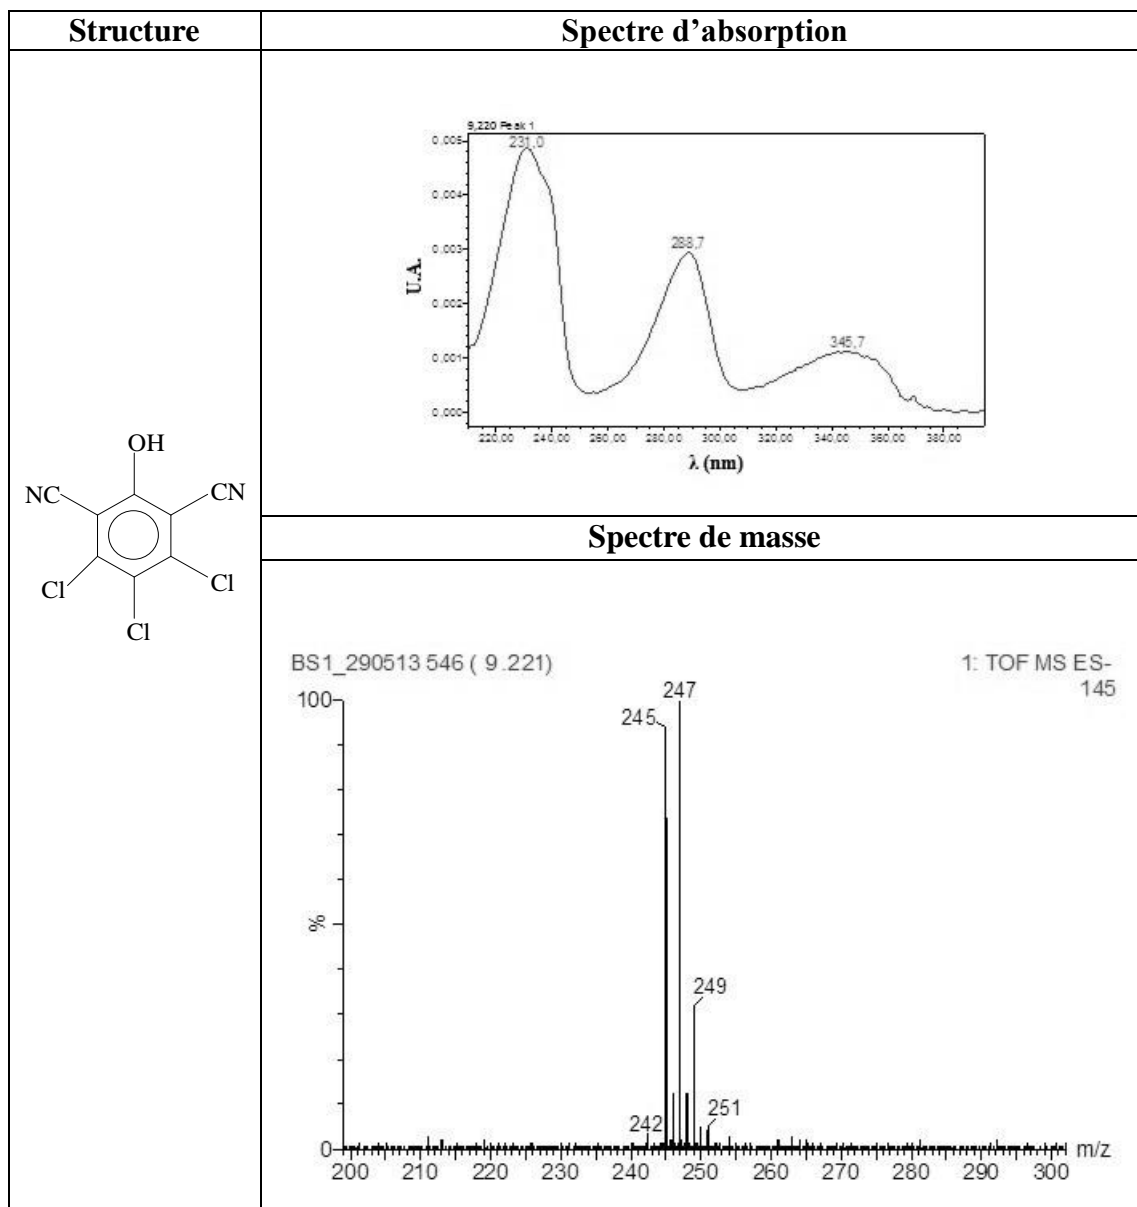 Structure
Spectre d'absorption
9,220 Peak 1
231,0
288,7
345,7
0,005
0,004
0,003
0,002
0,001
0,000
U.A.
220,00 240,00 260,00 280,00 300,00 320,00 340,00 360,00 380,00
λ (nm)
OH
NC
CN
Cl
Cl
Cl
Spectre de masse
BS1_290513 546 ( 9.221)
1: TOF MS ES-
145
100
%
0
247
245
249
242
251
200 210 220 230 240 250 260 270 280 290 300
m/z